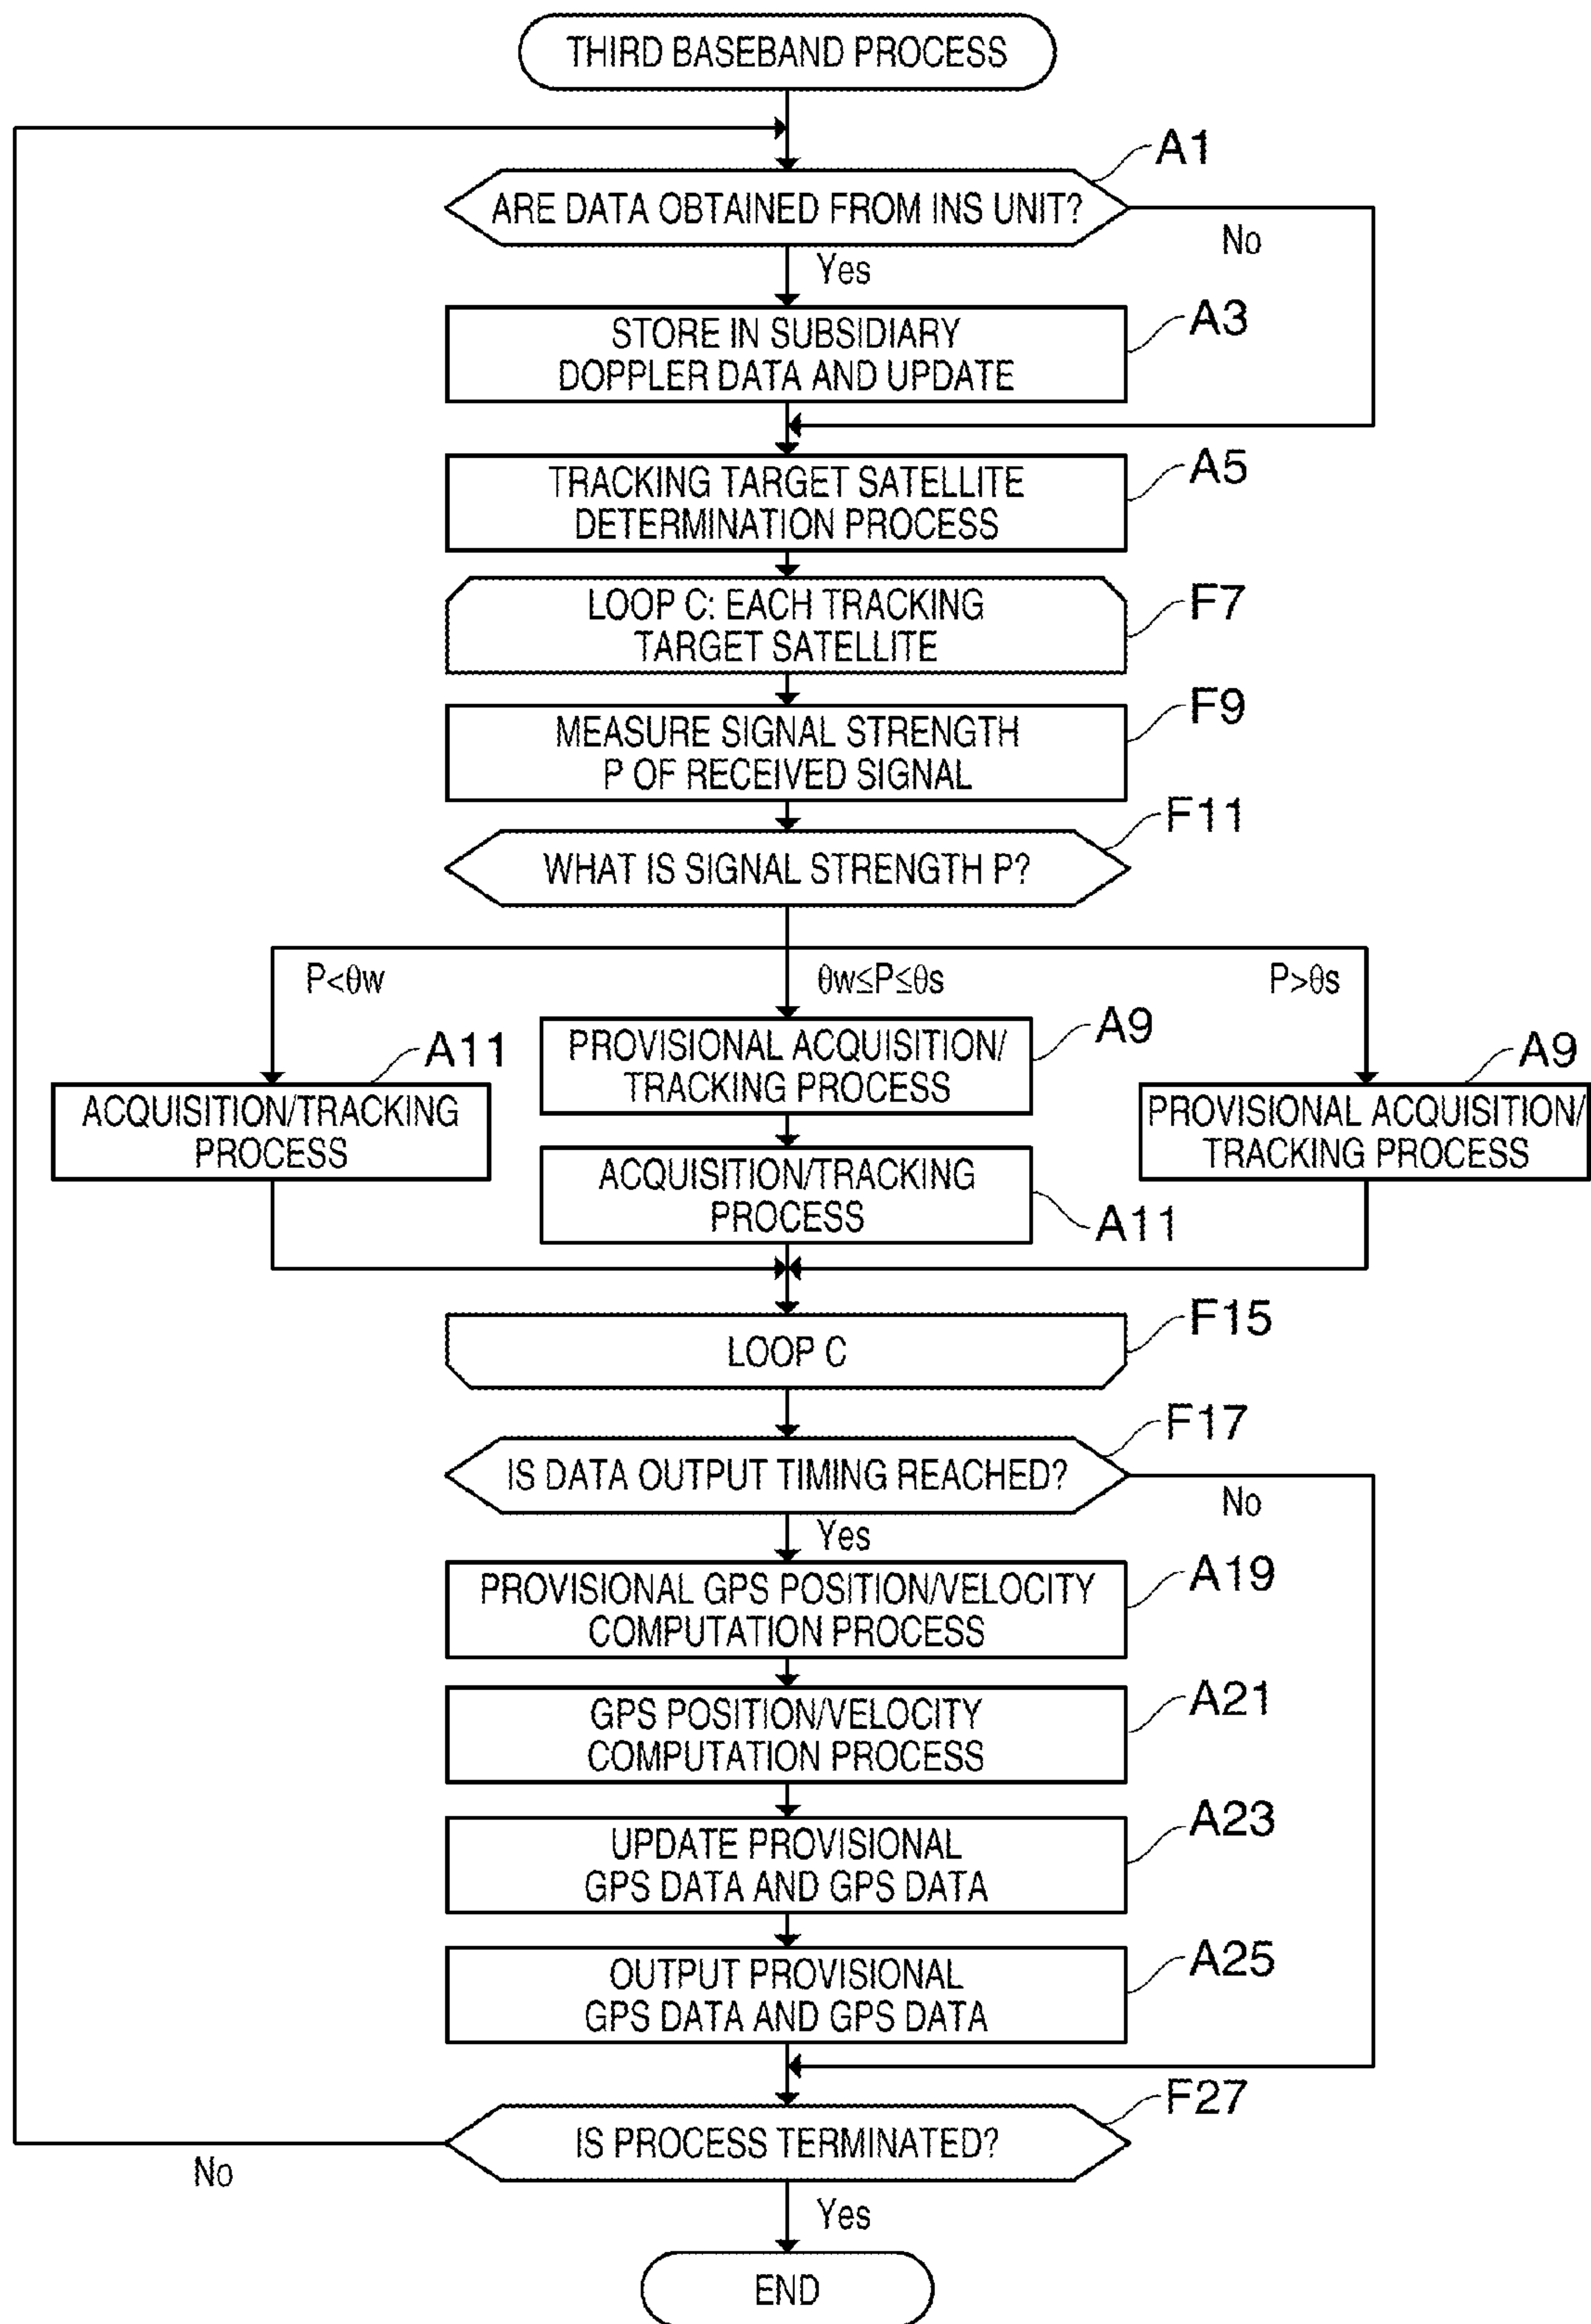 THIRD BASEBAND PROCESS
A1
ARE DATA OBTAINED FROM INS UNIT?
No
Yes
A3
STORE IN SUBSIDIARY
DOPPLER DATA AND UPDATE
A5
TRACKING TARGET SATELLITE
DETERMINATION PROCESS
F7
LOOP C: EACH TRACKING
TARGET SATELLITE
F9
MEASURE SIGNAL STRENGTH
P OF RECEIVED SIGNAL
F11
WHAT IS SIGNAL STRENGTH P?
P<θw
θw≤P≤θs
P>θs
A11
ACQUISITION/TRACKING
PROCESS
A9
PROVISIONAL ACQUISITION/
TRACKING PROCESS
ACQUISITION/TRACKING
PROCESS
A11
A9
PROVISIONAL ACQUISITION/
TRACKING PROCESS
F15
LOOP C
F17
IS DATA OUTPUT TIMING REACHED?
No
Yes
A19
PROVISIONAL GPS POSITION/VELOCITY
COMPUTATION PROCESS
A21
GPS POSITION/VELOCITY
COMPUTATION PROCESS
A23
UPDATE PROVISIONAL
GPS DATA AND GPS DATA
A25
OUTPUT PROVISIONAL
GPS DATA AND GPS DATA
F27
IS PROCESS TERMINATED?
No
Yes
END